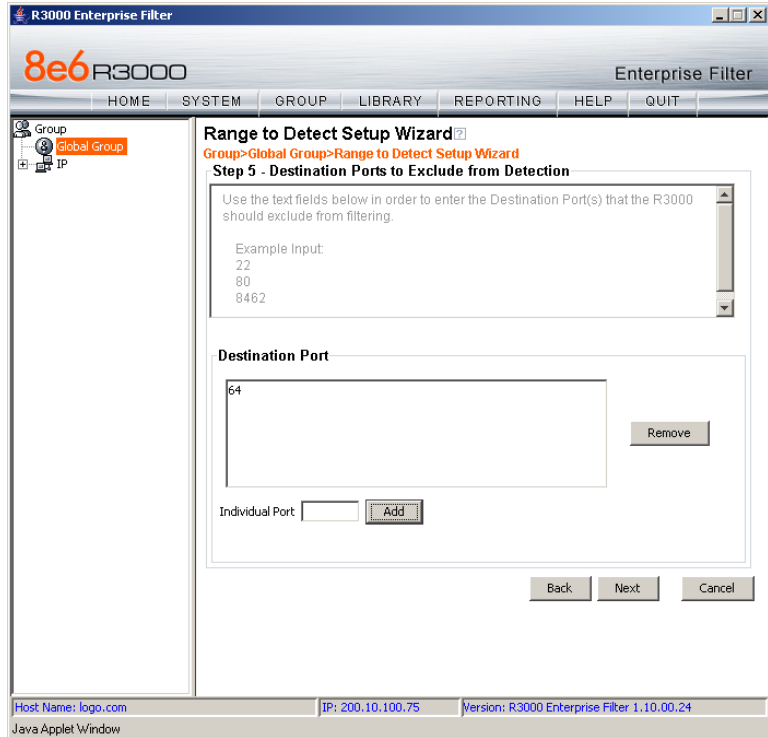 R3000 Enterprise Filter
8e6 R3000
Enterprise Filter
HOME SYSTEM GROUP LIBRARY REPORTING HELP QUIT
Group
Global Group
IP
Range to Detect Setup Wizard ?
Group>Global Group>Range to Detect Setup Wizard
Step 5 - Destination Ports to Exclude from Detection
Use the text fields below in order to enter the Destination Port(s) that the R3000
should exclude from filtering.
Example Input:
22
80
8462
Destination Port
64
Remove
Individual Port Add
Back Next Cancel
Host Name: logo.com IP: 200.10.100.75 Version: R3000 Enterprise Filter 1.10.00.24
Java Applet Window